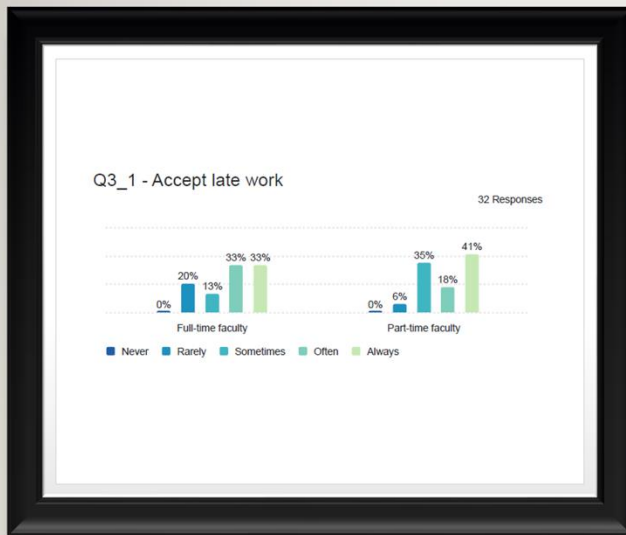 Q3_1 - Accept late work
32 Responses
0% 20% 13% 33% 33%
0% 6% 35% 18% 41%
Full-time faculty Part-time faculty
Never Rarely Sometimes Often Always